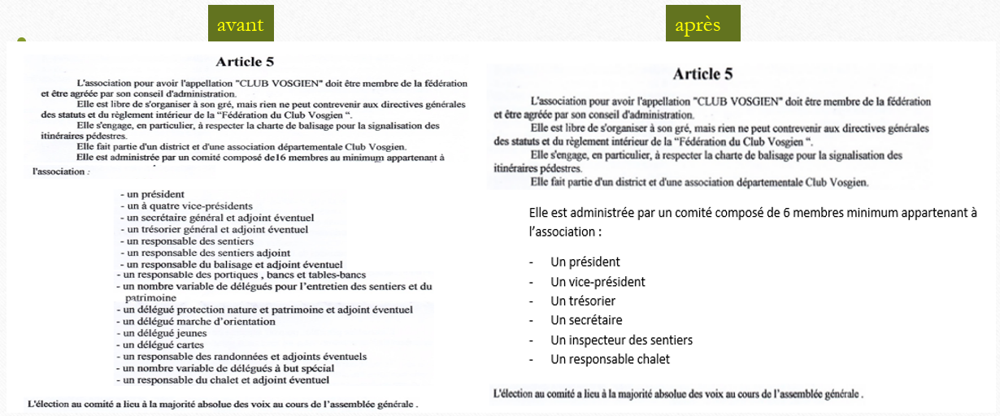 avant
Article 5
L'association pour avoir l'appellation "CLUB VOSGIEN" doit être membre de la fédération
et être agréée par son conseil d'administration.
Elle est libre de s'organiser à son gré, mais rien ne peut contrevenir aux directives générales
des statuts et du règlement intérieur de la “Fédération du Club Vosgien “.
Elle s'engage, en particulier, à respecter la charte de balisage pour la signalisation des
itinéraires pédestres.
Elle fait partie d'un district et d'une association départementale Club Vosgien.
Elle est administrée par un comité composé de16 membres au minimum appartenant à
l'association :
- un président
- un à quatre vice-présidents
- un secrétaire général et adjoint éventuel
- un trésorier général et adjoint éventuel
- un responsable des sentiers
- un responsable des sentiers adjoint
- un responsable du balisage et adjoint éventuel
- un responsable des portiques , bancs et tables-bancs
- un nombre variable de délégués pour l’entretien des sentiers et du
patrimoine
- un délégué protection nature et patrimoine et adjoint éventuel
- un délégué marche d’orientation
- un délégué jeunes
- un délégué cartes
- un responsable des randonnées et adjoints éventuels
- un nombre variable de délégués à but spécial
- un responsable du chalet et adjoint éventuel
L'élection au comité a lieu à la majorité absolue des voix au cours de l’assemblée générale .
après
Article 5
L'association pour avoir l'appellation "CLUB VOSGIEN" doit être membre de la fédération
et être agréée par son conseil d'administration.
Elle est libre de s'organiser à son gré, mais rien ne peut contrevenir aux directives générales
des statuts et du règlement intérieur de la “Fédération du Club Vosgien “.
Elle s'engage, en particulier, à respecter la charte de balisage pour la signalisation des
itinéraires pédestres.
Elle fait partie d'un district et d'une association départementale Club Vosgien.
Elle est administrée par un comité composé de 6 membres minimum appartenant à
l’association :
- Un président
- Un vice-président
- Un trésorier
- Un secrétaire
- Un inspecteur des sentiers
- Un responsable chalet
L'élection au comité a lieu à la majorité absolue des voix au cours de l’assemblée générale .